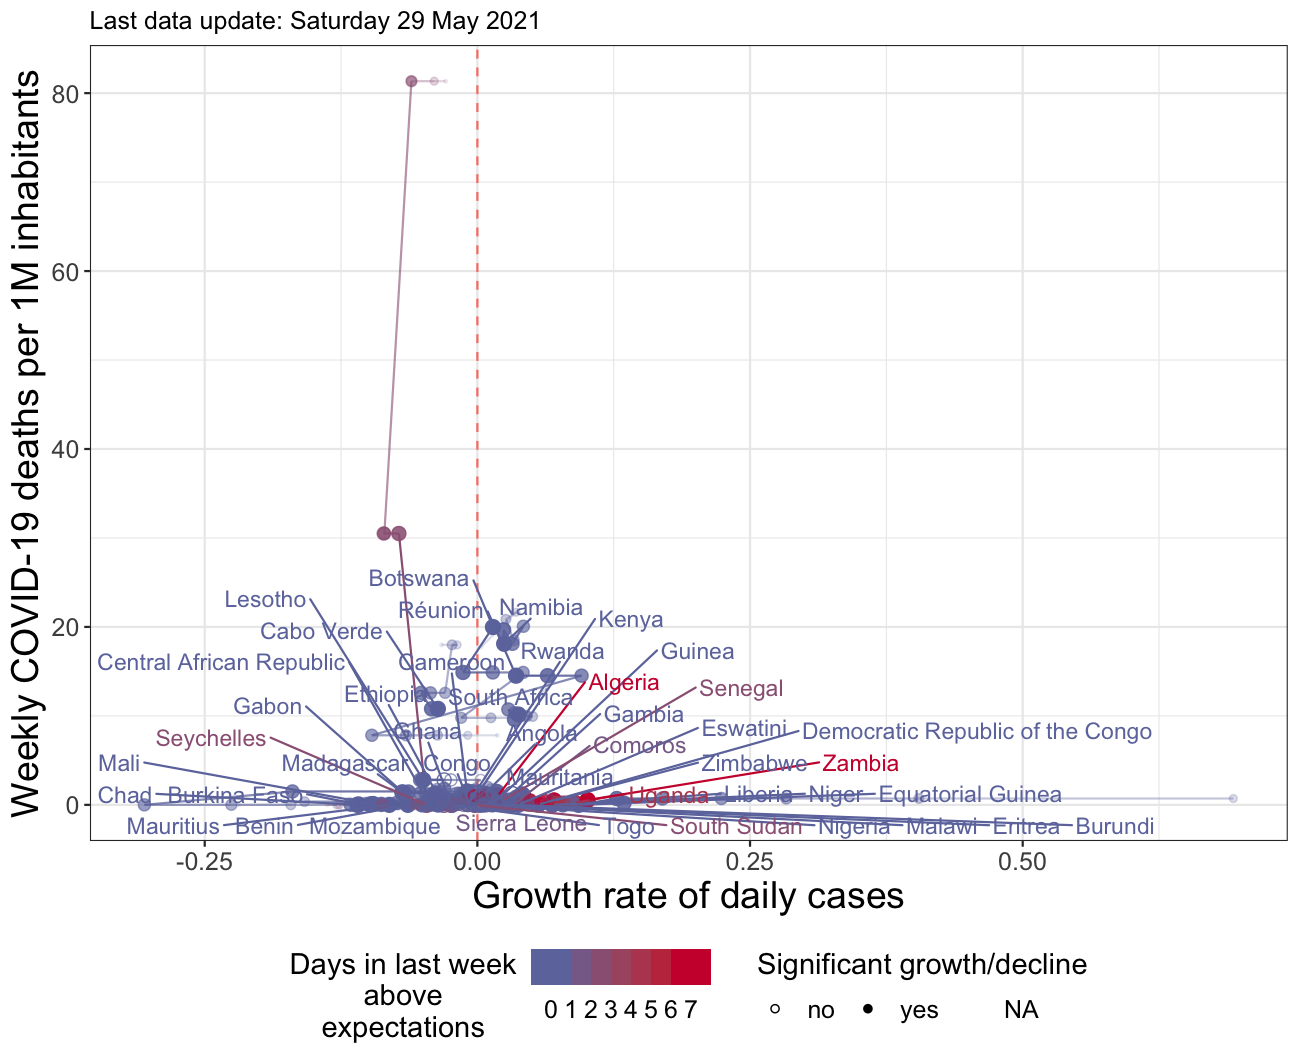 Last data update: Saturday 29 May 2021
Weekly COVID-19 deaths per 1M inhabitants
80
60
40
20
0
Botswana
Lesotho
Réunion
Namibia
Cabo Verde
Kenya
Central African Republic
Cameroon
Rwanda
Guinea
Algeria
Ethiopia
South Africa
Senegal
Gabon
Gambia
Seychelles
Ghana
Angola
Comoros
Eswatini
Democratic Republic of the Congo
Mali
Madagascar
Congo
Mauritania
Zimbabwe
Zambia
Chad
Burkina Faso
Uganda
Liberia
Niger
Equatorial Guinea
Mauritius
Benin
Mozambique
Sierra Leone
Togo
South Sudan
Nigeria
Malawi
Eritrea
Burundi
-0.25
0.00
0.25
0.50
Growth rate of daily cases
Days in last week
above
expectations
0 1 2 3 4 5 6 7
Significant growth/decline
no
yes
NA